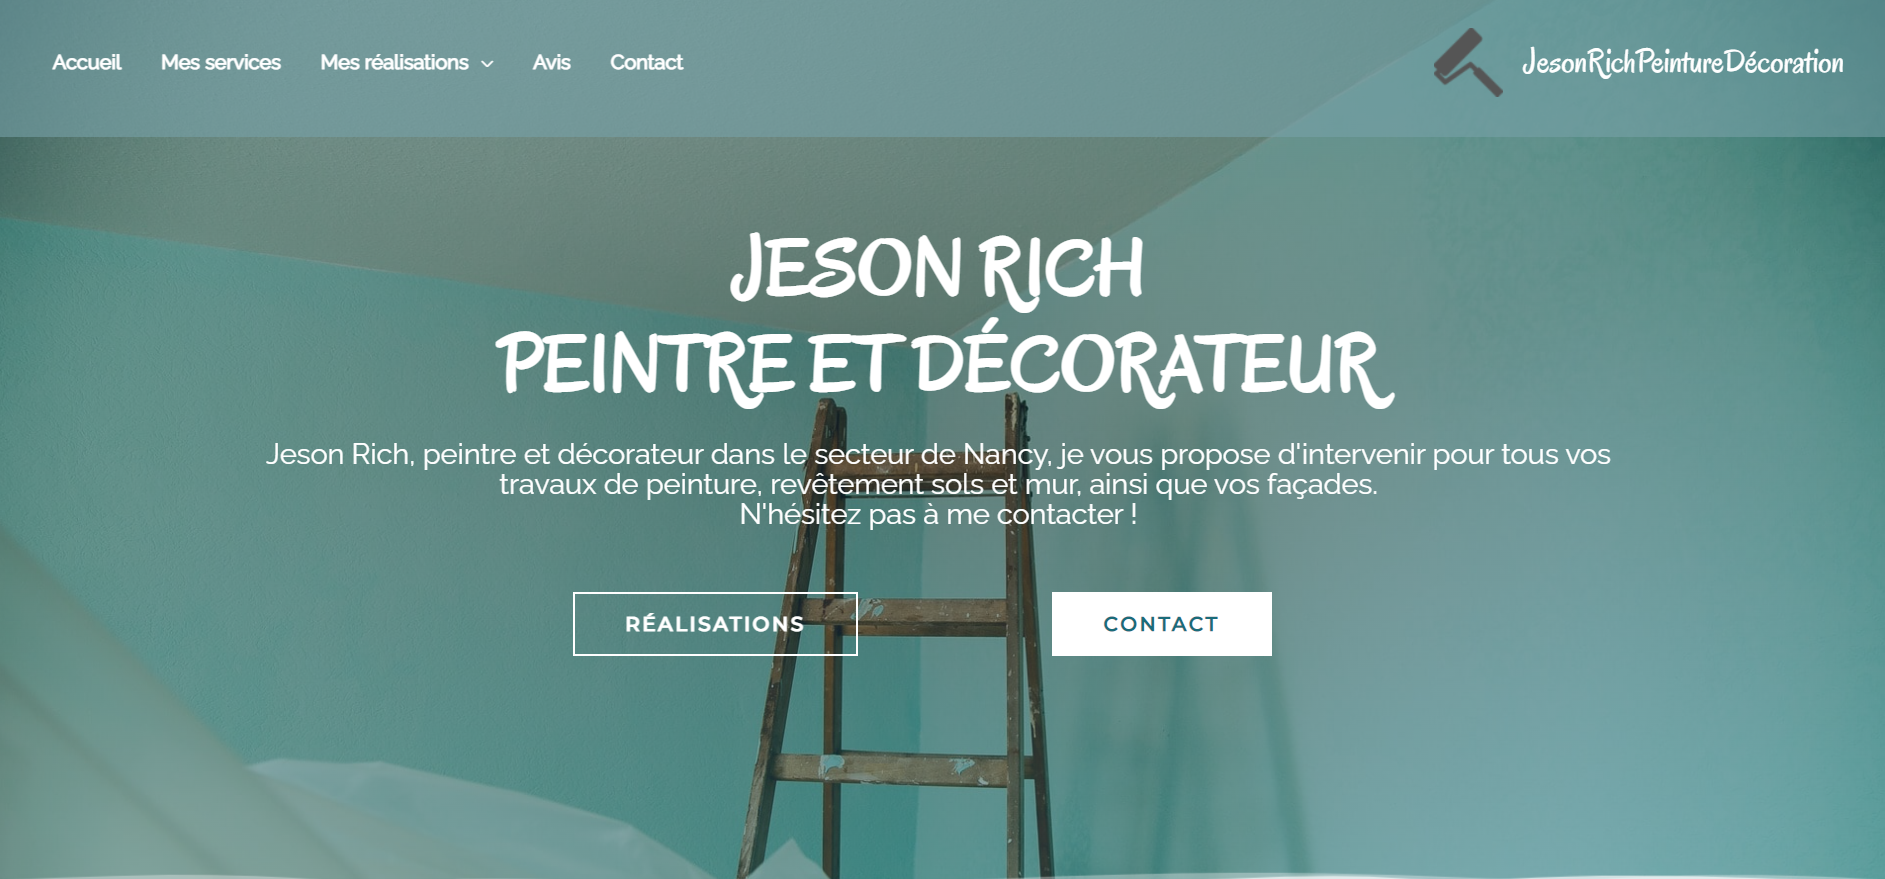 Accueil Mes services Mes réalisations Avis Contact
JesonRichPeintureDécoration
JESON RICH
PEINTRE ET DÉCORATEUR
Jeson Rich, peintre et décorateur dans le secteur de Nancy, je vous propose d'intervenir pour tous vos
travaux de peinture, revêtement sols et mur, ainsi que vos façades.
N'hésitez pas à me contacter !
RÉALISATIONS
CONTACT